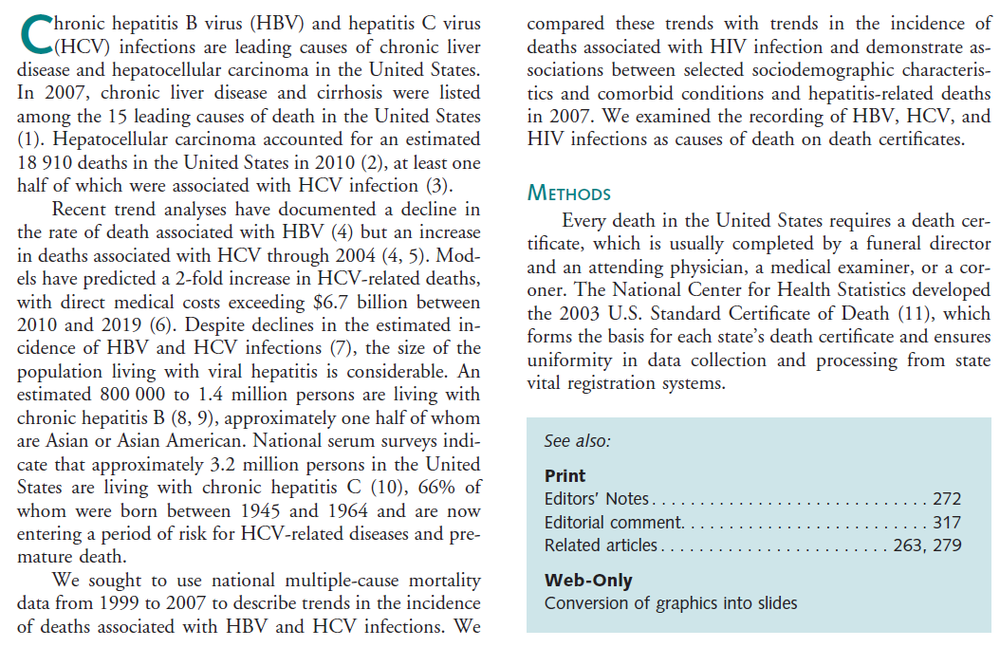 Chronic hepatitis B virus (HBV) and hepatitis C virus
(HCV) infections are leading causes of chronic liver
disease and hepatocellular carcinoma in the United States.
In 2007, chronic liver disease and cirrhosis were listed
among the 15 leading causes of death in the United States
(1). Hepatocellular carcinoma accounted for an estimated
18 910 deaths in the United States in 2010 (2), at least one
half of which were associated with HCV infection (3).
Recent trend analyses have documented a decline in
the rate of death associated with HBV (4) but an increase
in deaths associated with HCV through 2004 (4, 5). Mod-
els have predicted a 2-fold increase in HCV-related deaths,
with direct medical costs exceeding $6.7 billion between
2010 and 2019 (6). Despite declines in the estimated in-
cidence of HBV and HCV infections (7), the size of the
population living with viral hepatitis is considerable. An
estimated 800 000 to 1.4 million persons are living with
chronic hepatitis B (8, 9), approximately one half of whom
are Asian or Asian American. National serum surveys indi-
cate that approximately 3.2 million persons in the United
States are living with chronic hepatitis C (10), 66% of
whom were born between 1945 and 1964 and are now
entering a period of risk for HCV-related diseases and pre-
mature death.
We sought to use national multiple-cause mortality
data from 1999 to 2007 to describe trends in the incidence
of deaths associated with HBV and HCV infections. We
compared these trends with trends in the incidence of
deaths associated with HIV infection and demonstrate as-
sociations between selected sociodemographic characteris-
tics and comorbid conditions and hepatitis-related deaths
in 2007. We examined the recording of HBV, HCV, and
HIV infections as causes of death on death certificates.
METHODS
Every death in the United States requires a death cer-
tificate, which is usually completed by a funeral director
and an attending physician, a medical examiner, or a cor-
oner. The National Center for Health Statistics developed
the 2003 U.S. Standard Certificate of Death (11), which
forms the basis for each state's death certificate and ensures
uniformity in data collection and processing from state
vital registration systems.
See also:
Print
Editors' Notes . . . . . . . . . . . . . . . . . . . . . . . . . . . . . 272
Editorial comment. . . . . . . . . . . . . . . . . . . . . . . . . . 317
Related articles . . . . . . . . . . . . . . . . . . . . . . . . 263, 279
Web-Only
Conversion of graphics into slides